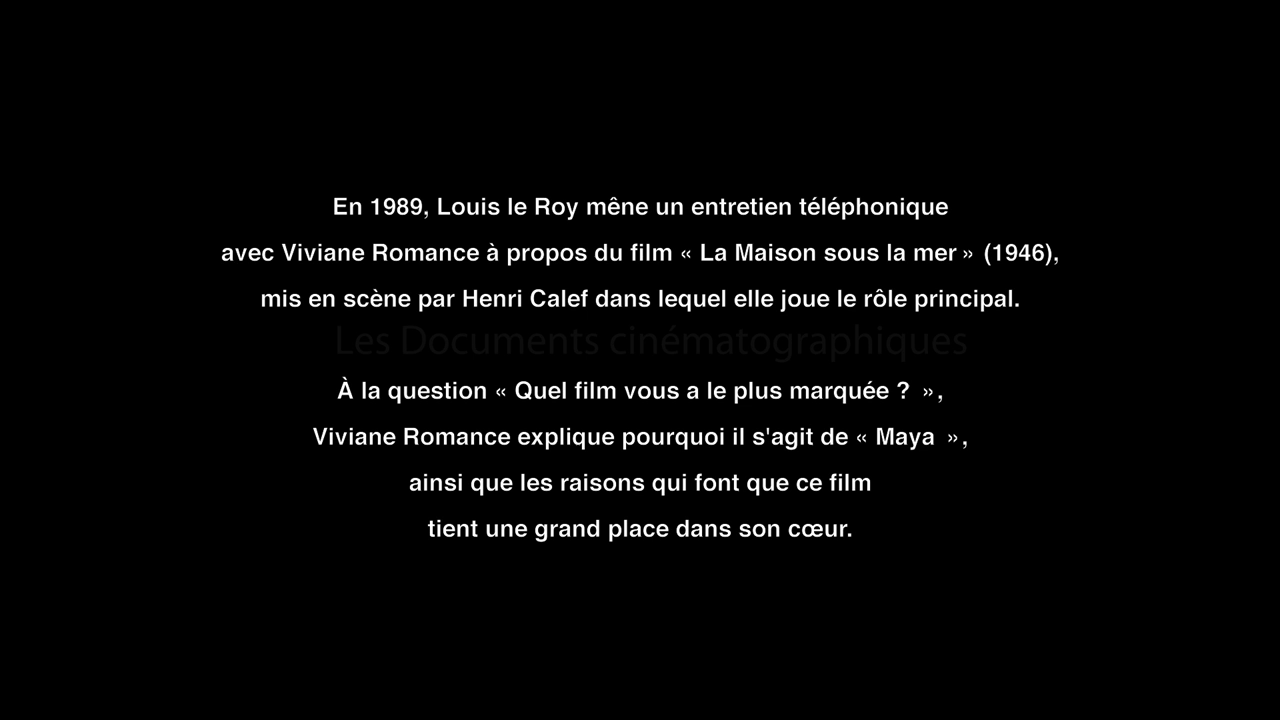 En 1989, Louis le Roy mêne un entretien téléphonique
avec Viviane Romance à propos du film « La Maison sous la mer » (1946),
mis en scène par Henri Calef dans lequel elle joue le rôle principal.
Les Documents cinématographiques
À la question « Quel film vous a le plus marquée ? »,
Viviane Romance explique pourquoi il s'agit de « Maya »,
ainsi que les raisons qui font que ce film
tient une grand place dans son cœur.